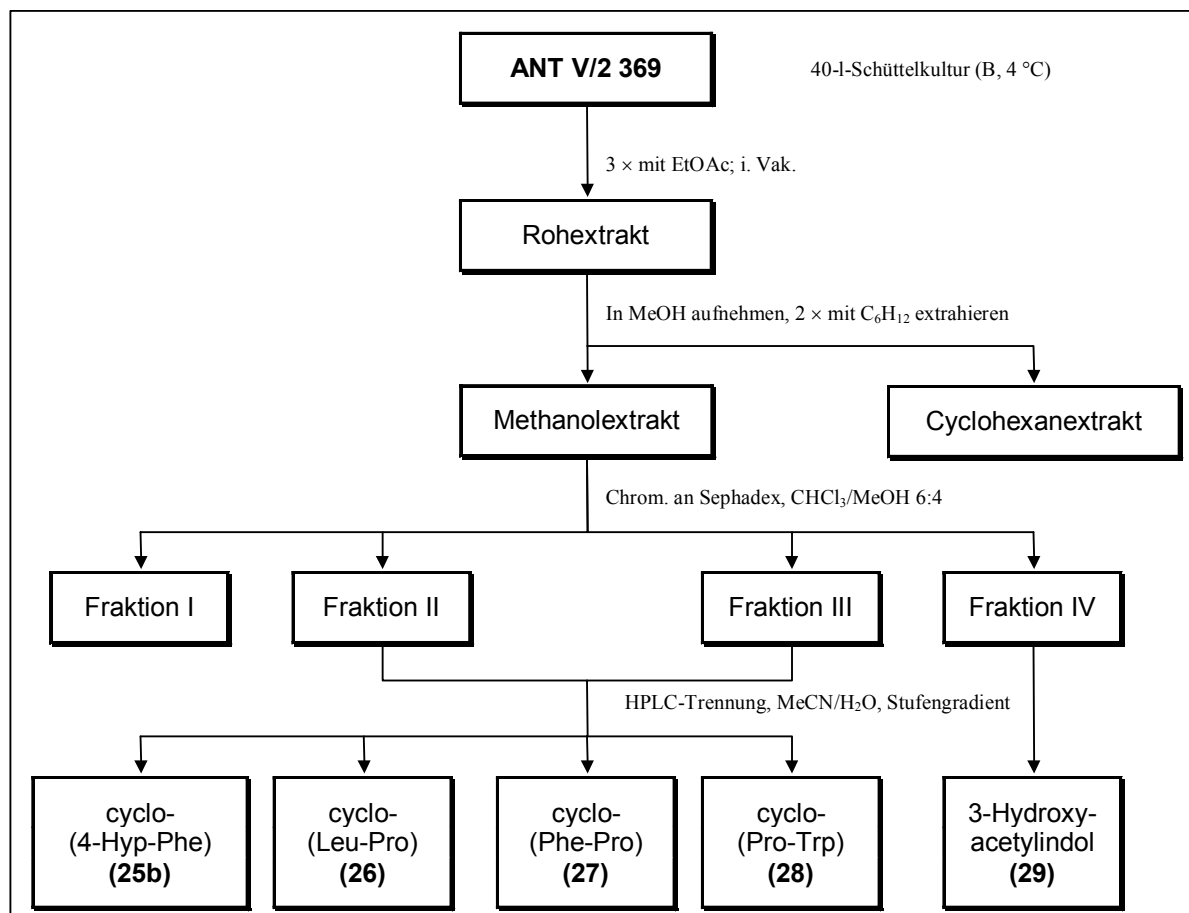 ANT V/2 369
40-l-Schüttelkultur (B, 4 °C)
3 × mit EtOAc; i. Vak.
Rohextrakt
In MeOH aufnehmen, 2 × mit C₆H₁₂ extrahieren
Methanolextrakt
Cyclohexanextrakt
Chrom. an Sephadex, CHCl₃/MeOH 6:4
Fraktion I
Fraktion II
Fraktion III
Fraktion IV
HPLC-Trennung, MeCN/H₂O, Stufengradient
cyclo-
(4-Hyp-Phe)
(25b)
cyclo-
(Leu-Pro)
(26)
cyclo-
(Phe-Pro)
(27)
cyclo-
(Pro-Trp)
(28)
3-Hydroxy-
acetylindol
(29)